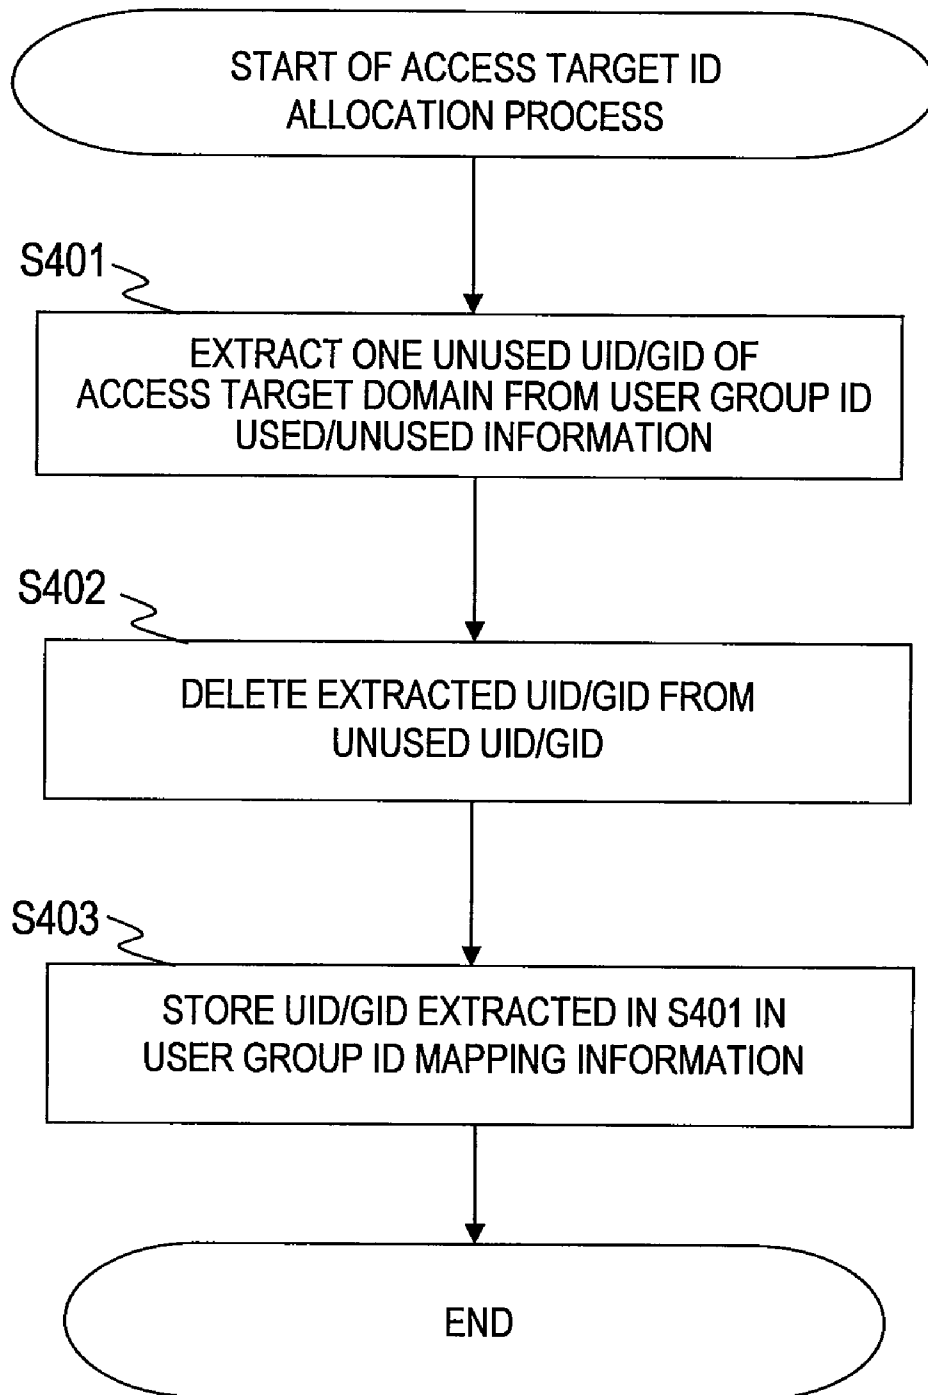 START OF ACCESS TARGET ID
ALLOCATION PROCESS
S401
EXTRACT ONE UNUSED UID/GID OF
ACCESS TARGET DOMAIN FROM USER GROUP ID
USED/UNUSED INFORMATION
S402
DELETE EXTRACTED UID/GID FROM
UNUSED UID/GID
S403
STORE UID/GID EXTRACTED IN S401 IN
USER GROUP ID MAPPING INFORMATION
END